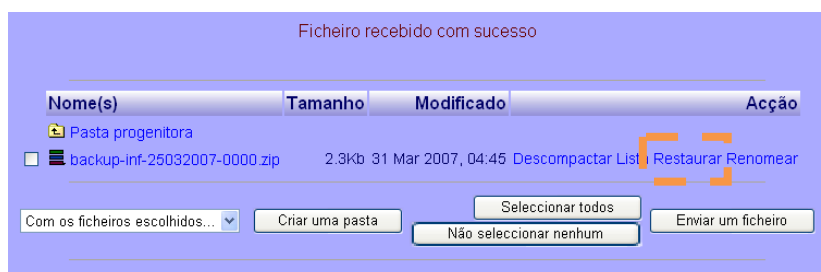 Ficheiro recebido com sucesso
Nome(s) Tamanho Modificado Acção
Pasta progenitora
backup-inf-25032007-0000.zip 2.3Kb 31 Mar 2007, 04:45 Descompactar Lista Restaurar Renomear
Com os ficheiros escolhidos... Criar uma pasta Seleccionar todos Enviar um ficheiro
Não seleccionar nenhum